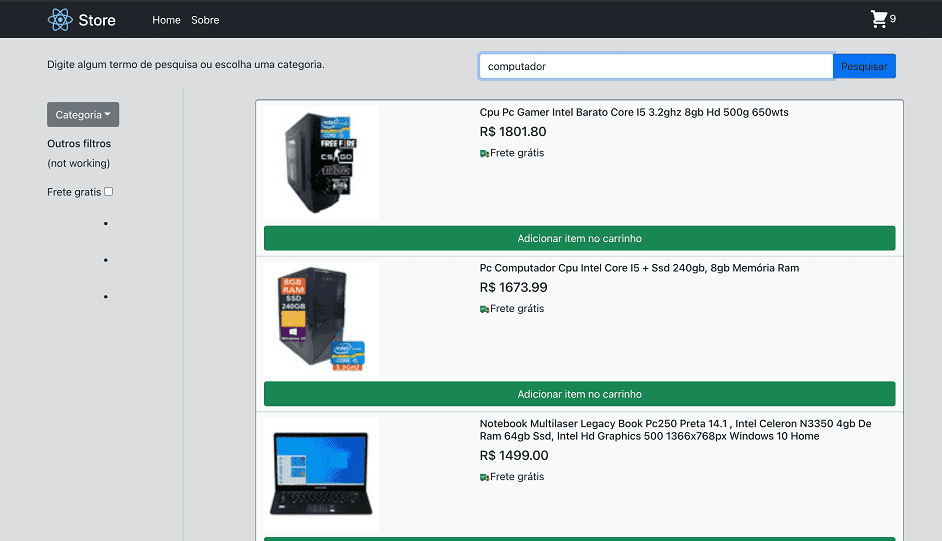 Store
Home
Sobre
9
Digite algum termo de pesquisa ou escolha uma categoria.
computador
Pesquisar
Categoria
Outros filtros
(not working)
Frete gratis
Cpu Pc Gamer Intel Barato Core I5 3.2ghz 8gb Hd 500g 650wts
R$ 1801.80
Frete grátis
FREE FIRE
CS:GO
Adicionar item no carrinho
Pc Computador Cpu Intel Core I5 + Ssd 240gb, 8gb Memória Ram
R$ 1673.99
Frete grátis
8GB
RAM
SSD
240GB
Adicionar item no carrinho
Notebook Multilaser Legacy Book Pc250 Preta 14.1 , Intel Celeron N3350 4gb De
Ram 64gb Ssd, Intel Hd Graphics 500 1366x768px Windows 10 Home
R$ 1499.00
Frete grátis